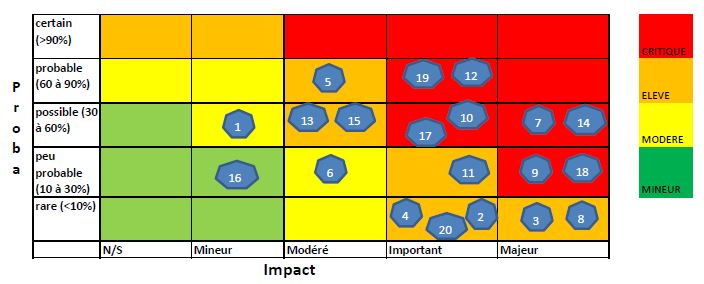 certain
(>90%)
CRITIQUE
probable
(60 à 90%)
5
19
12
ELEVE
P
r
o
b
a
possible (30
à 60%)
1
13
15
17
10
7
14
MODERE
peu
probable
(10 à 30%)
16
6
11
9
18
MINEUR
rare (<10%)
4
20
2
3
8
N/S
Mineur
Modéré
Important
Majeur
Impact